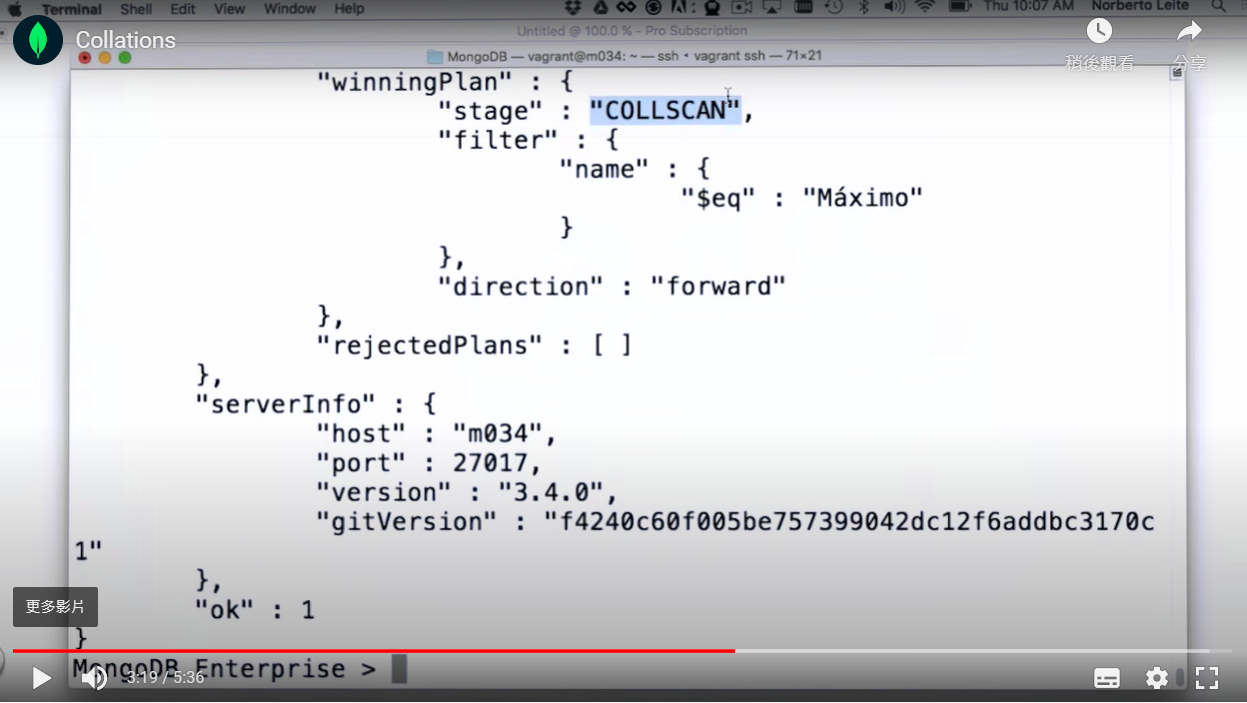 Terminal Shell Edit View Window Help Thu 10:07 AM Norberto Leite
Untitled @ 100.0 % - Pro Subscription
Collations
稍後觀看 分享
MongoDB — vagrant@m034: ~ — ssh ‹ vagrant ssh — 71×21
"winningPlan" : {
"stage" : "COLLSCAN",
"filter" : {
"name" : {
"$eq" : "Máximo"
}
},
"direction" : "forward"
},
"rejectedPlans" : [ ]
},
"serverInfo" : {
"host" : "m034",
"port" : 27017,
"version" : "3.4.0",
"gitVersion" : "f4240c60f005be757399042dc12f6addbc3170c
1"
},
"ok" : 1
}
更多影片
MongoDB Enterprise >
3:19 / 5:36